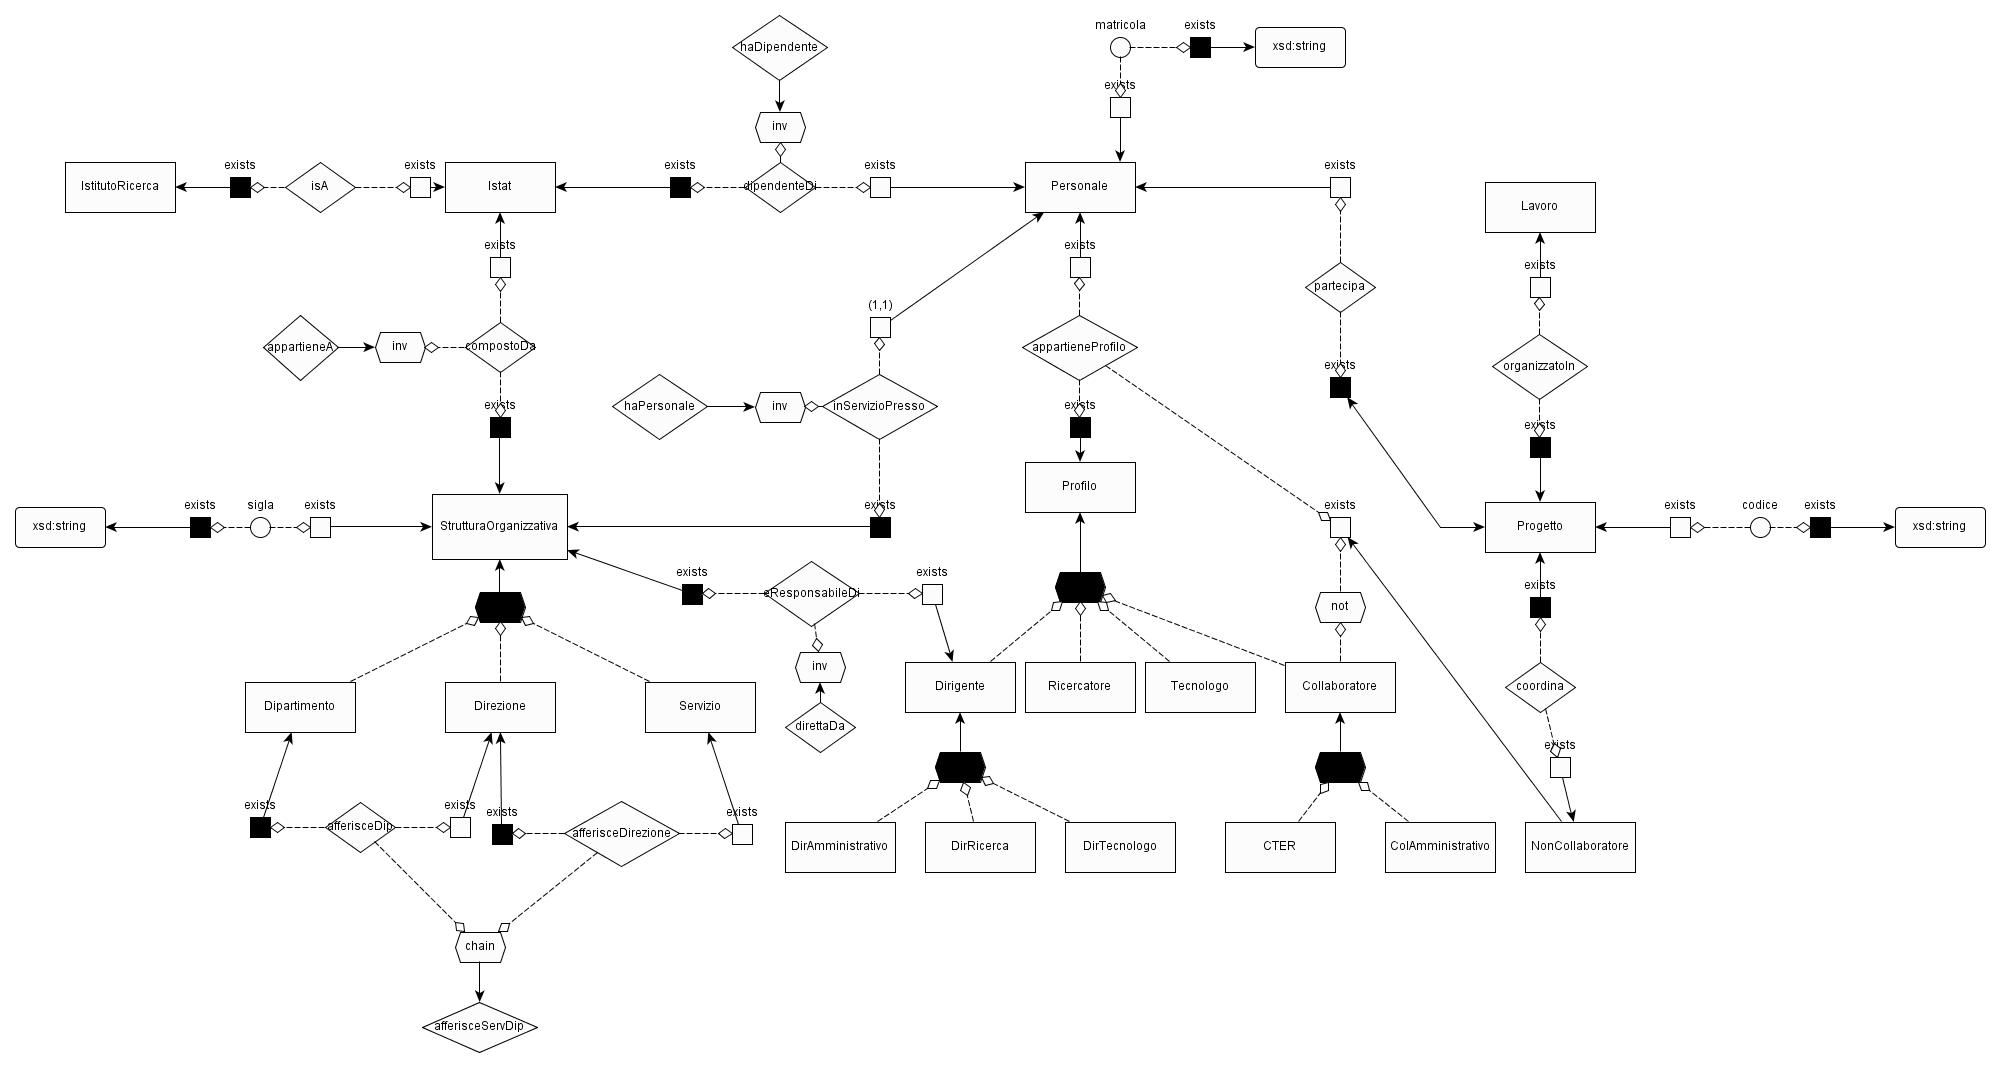 matricola
exists
haDipendente
xsd:string
exists
inv
exists
isA
exists
exists
exists
exists
IstitutoRicerca
Istat
dipendenteDi
Personale
Lavoro
exists
exists
exists
partecipa
(1,1)
appartieneA
inv
compostoDa
appartieneProfilo
exists
organizzatoIn
exists
haPersonale
inv
inServizioPresso
exists
exists
Profilo
xsd:string
exists
sigla
exists
StrutturaOrganizzativa
exists
exists
Progetto
exists
codice
exists
xsd:string
exists
eResponsabileDi
exists
not
exists
inv
Dirigente
Ricercatore
Tecnologo
Collaboratore
coordina
Dipartimento
Direzione
Servizio
direttaDa
exists
exists
afferisceDip
exists
exists
afferisceDirezione
exists
DirAmministrativo
DirRicerca
DirTecnologo
CTER
ColAmministrativo
NonCollaboratore
chain
afferisceServDip